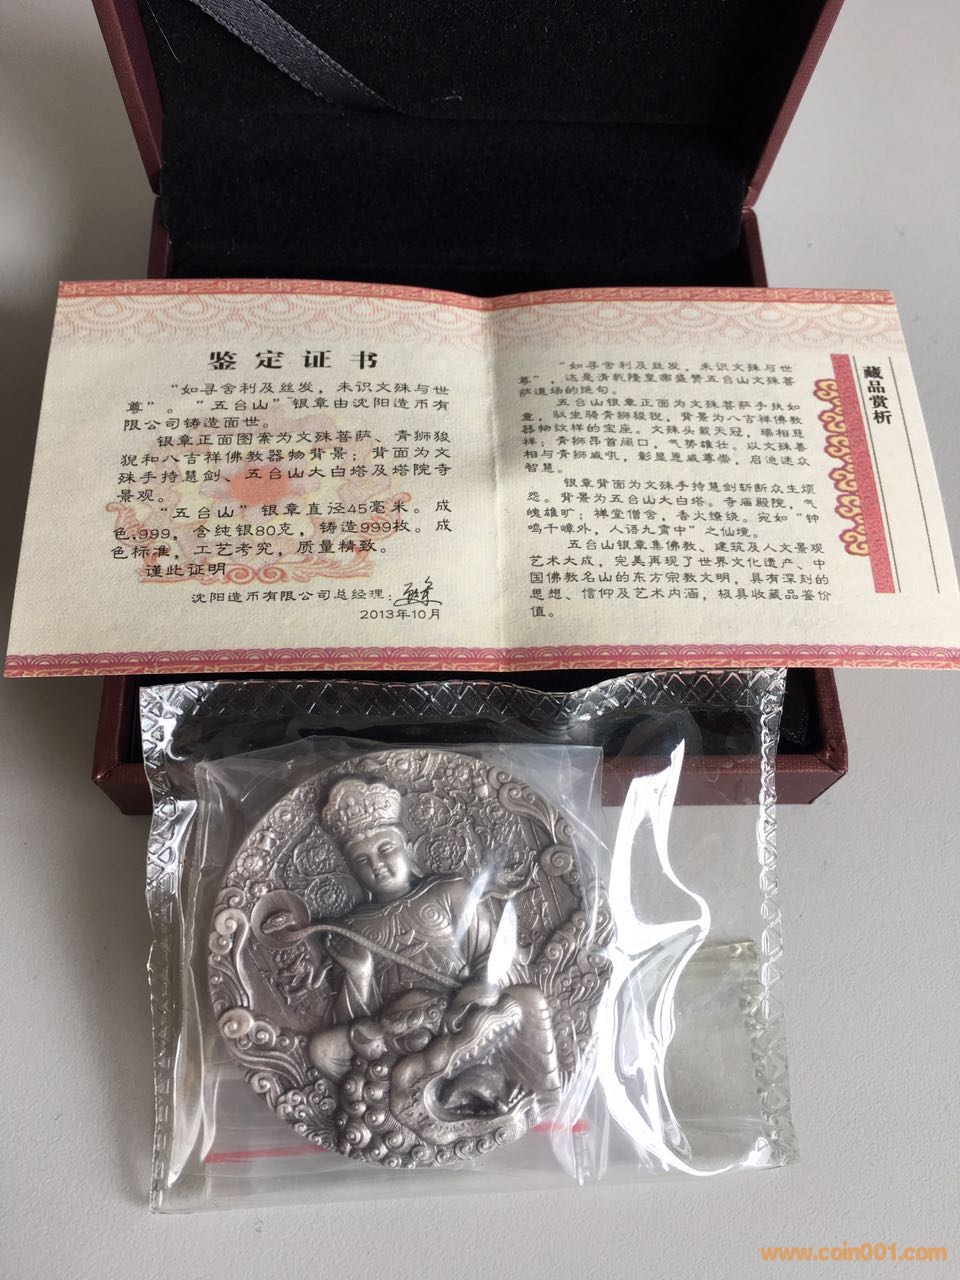 鉴定证书
“如寻舍利及丝发，未识文殊与世
尊”。“五台山”银章由沈阳造币有
限公司铸造面世。
银章正面图案为文殊菩萨、青狮狻
猊和八吉祥佛教器物背景；背面为文
殊手持慧剑、五台山大白塔及塔院寺
景观。
“五台山”银章直径45毫米。成
色.999，含纯银80克，铸造999枚。成
色标准，工艺考究，质量精致。
谨此证明
沈阳造币有限公司总经理：
2013年10月
藏品赏析
“如寻舍利及丝发，未识文殊与世
尊”，这是清乾隆皇帝盛赞五台山文殊菩
萨道场的绝句。
五台山银章正面为文殊菩萨手执如
意，驭坐骑青狮狻猊，背景为八吉祥佛教
器物纹样的宝座。文殊头戴天冠，瑞相慈
祥；青狮昂首阔口，气势雄壮。以文殊善
相与青狮威吼，彰显恩威尊崇，启迪迷众
智慧。
银章背面为文殊手持慧剑斩断众生烦
怨。背景为五台山大白塔。寺庙殿院，气
魄雄旷；禅堂僧舍，香火缭绕。宛如“钟
鸣千嶂外，人语九霄中”之仙境。
五台山银章集佛教、建筑及人文景观
艺术大成，完美再现了世界文化遗产、中
国佛教名山的东方宗教文明，具有深刻的
思想、信仰及艺术内涵，极具收藏品鉴价
值。
www.coin001.com